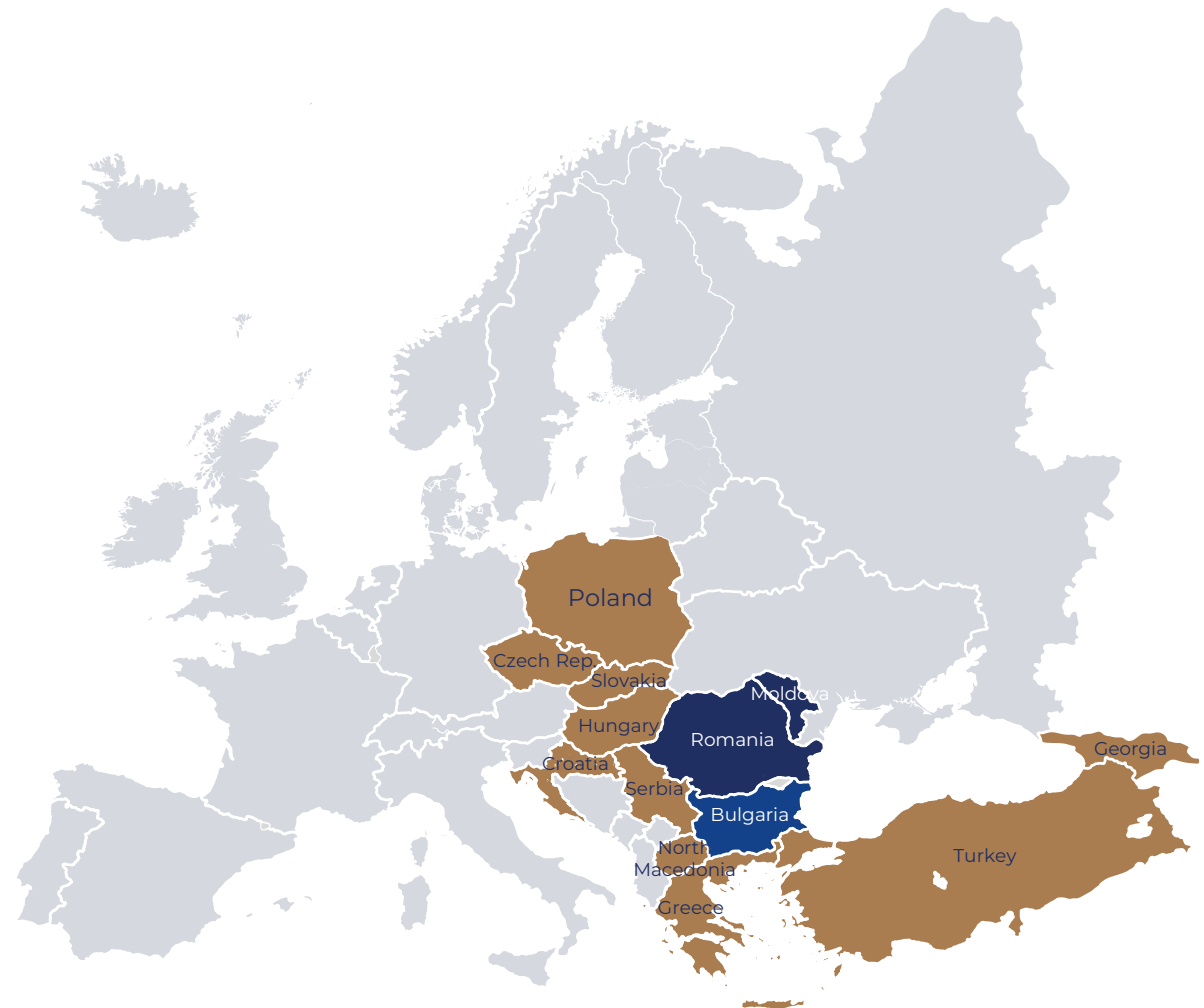 Poland
Czech Rep.
Slovakia
Moldova
Hungary
Romania
Georgia
Croatia
Serbia
Bulgaria
North
Macedonia
Turkey
Greece